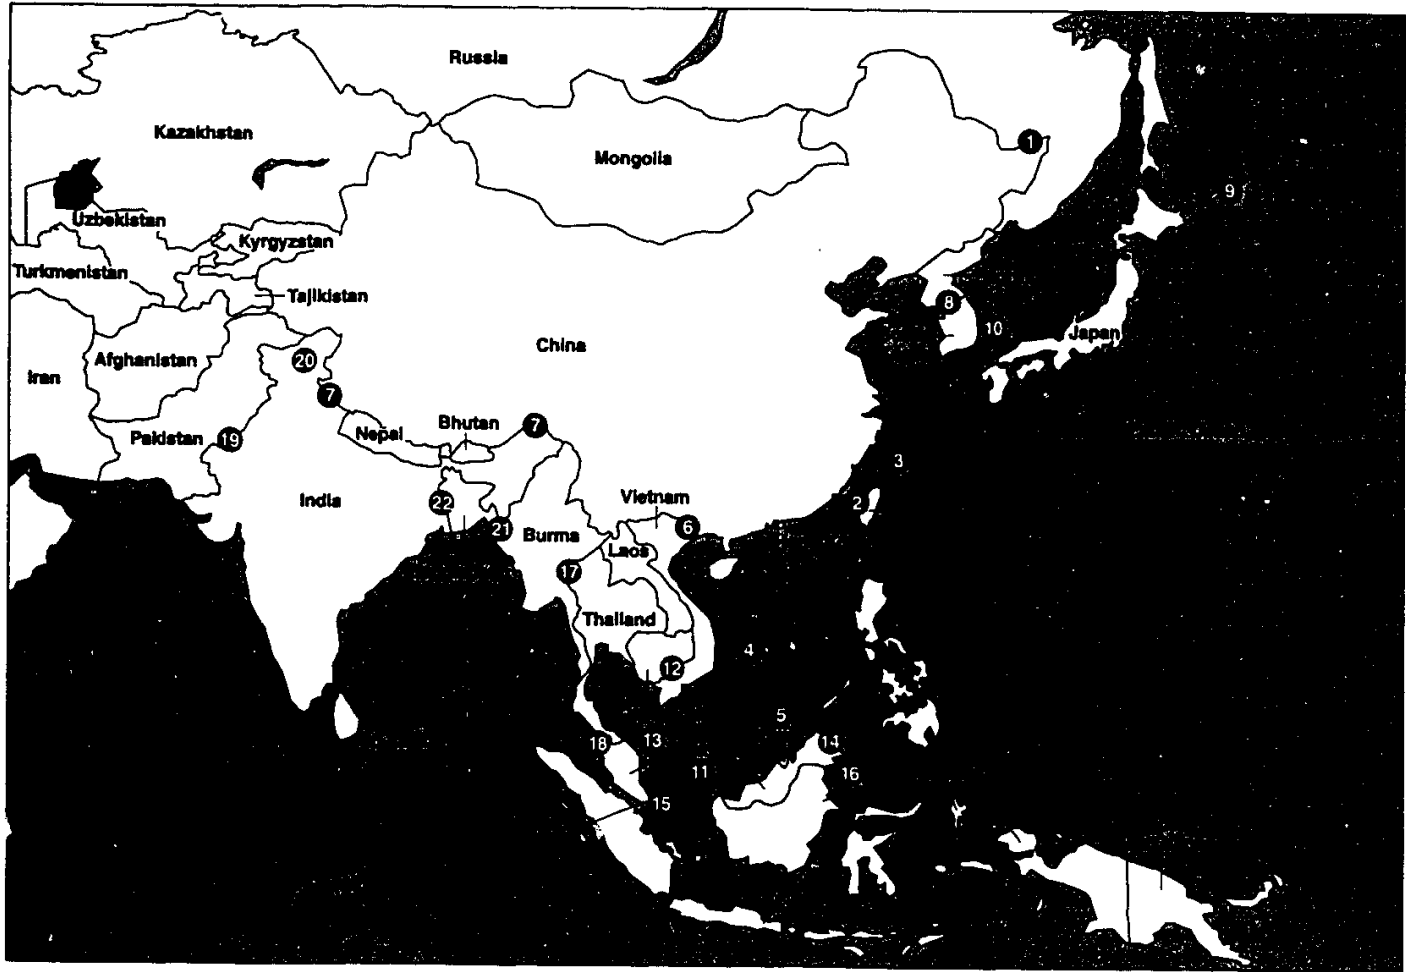 Russia
Kazakhstan
Mongolia
1
9
Uzbekistan
Kyrgyzstan
Turkmenistan
Tajikistan
8
10
Japan
China
Afghanistan
20
Iran
7
Bhutan
7
Nepal
Pakistan
19
3
India
22
Vietnam
2
21
Burma
6
Laos
17
Thailand
4
12
5
18
13
14
11
16
15